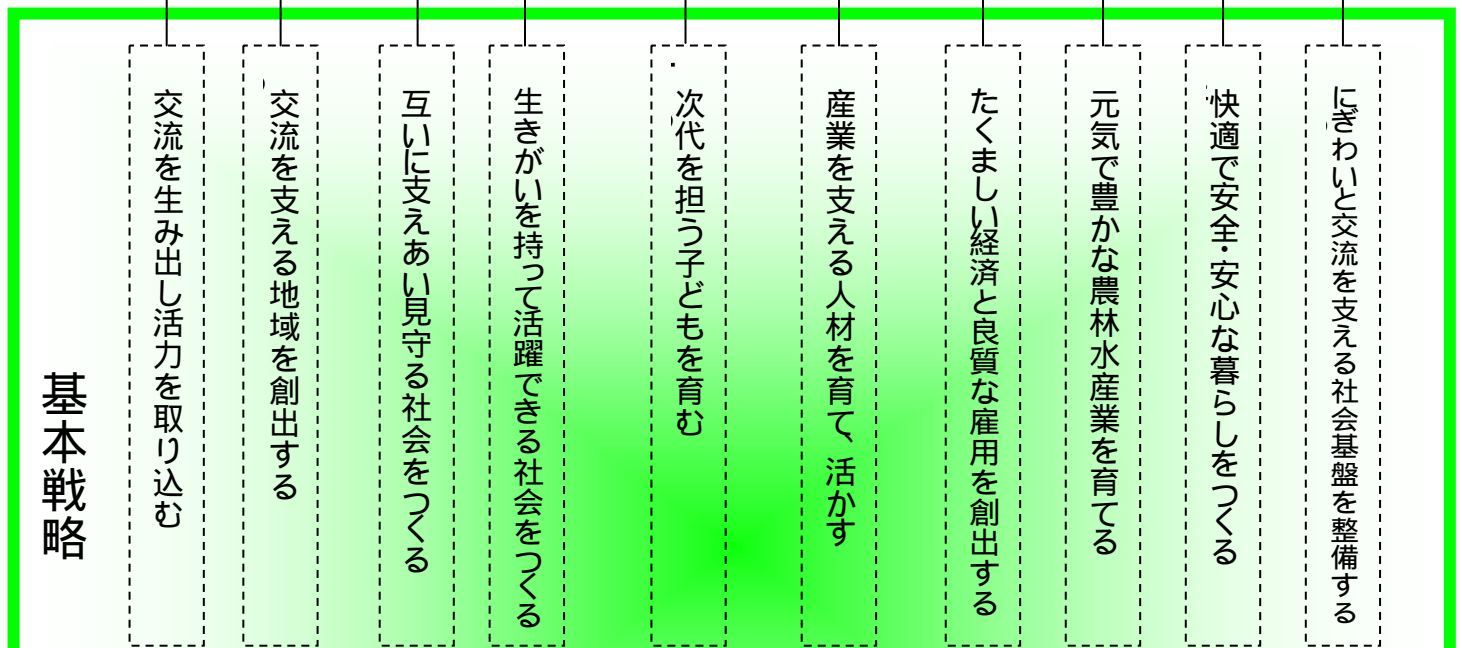 基本戦略
交流を生み出し活力を取り込む
交流を支える地域を創出する
互いに支えあい見守る社会をつくる
生きがいを持って活躍できる社会をつくる
次代を担う子どもを育む
産業を支える人材を育て、活かす
たくましい経済と良質な雇用を創出する
元気で豊かな農林水産業を育てる
快適で安全・安心な暮らしをつくる
にぎわいと交流を支える社会基盤を整備する